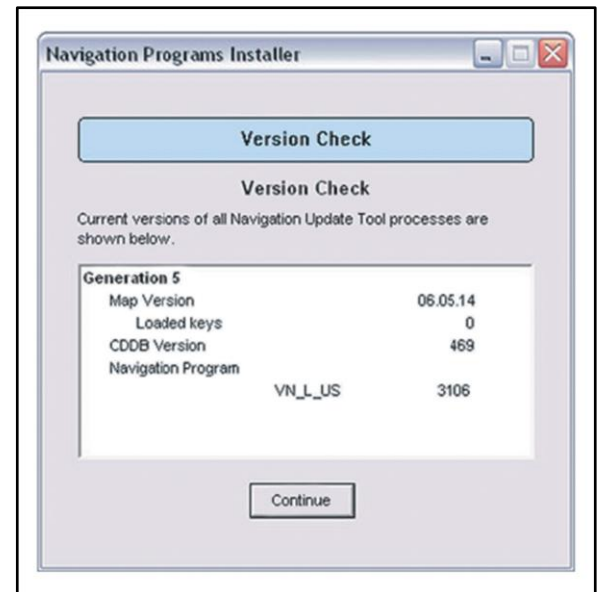 Navigation Programs Installer
Version Check
Version Check
Current versions of all Navigation Update Tool processes are
shown below.
Generation 5
Map Version 06.05.14
Loaded keys 0
CDDB Version 469
Navigation Program
VN_L_US 3106
Continue